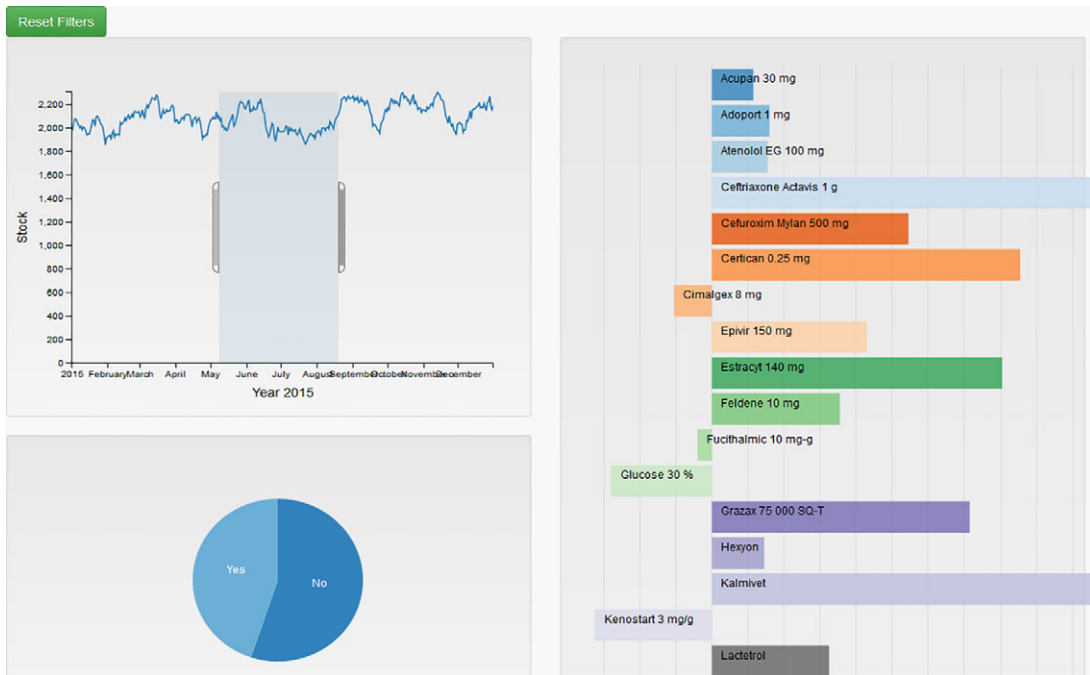 Reset Filters
2,200
2,000
1,800
1,600
1,400
1,200
1,000
800
600
400
200
0
Stock
2015 February March April May June July August September October November December
Year 2015
Yes
No
Acupan 30 mg
Adoport 1 mg
Atenolol EG 100 mg
Ceftriaxone Actavis 1 g
Cefuroxim Mylan 500 mg
Certican 0.25 mg
Cimalgex 8 mg
Epivir 150 mg
Estracyt 140 mg
Feldene 10 mg
Fucithalmic 10 mg-g
Glucose 30 %
Grazax 75 000 SQ-T
Hexyon
Kalmivet
Kenostart 3 mg/g
Lactetrol